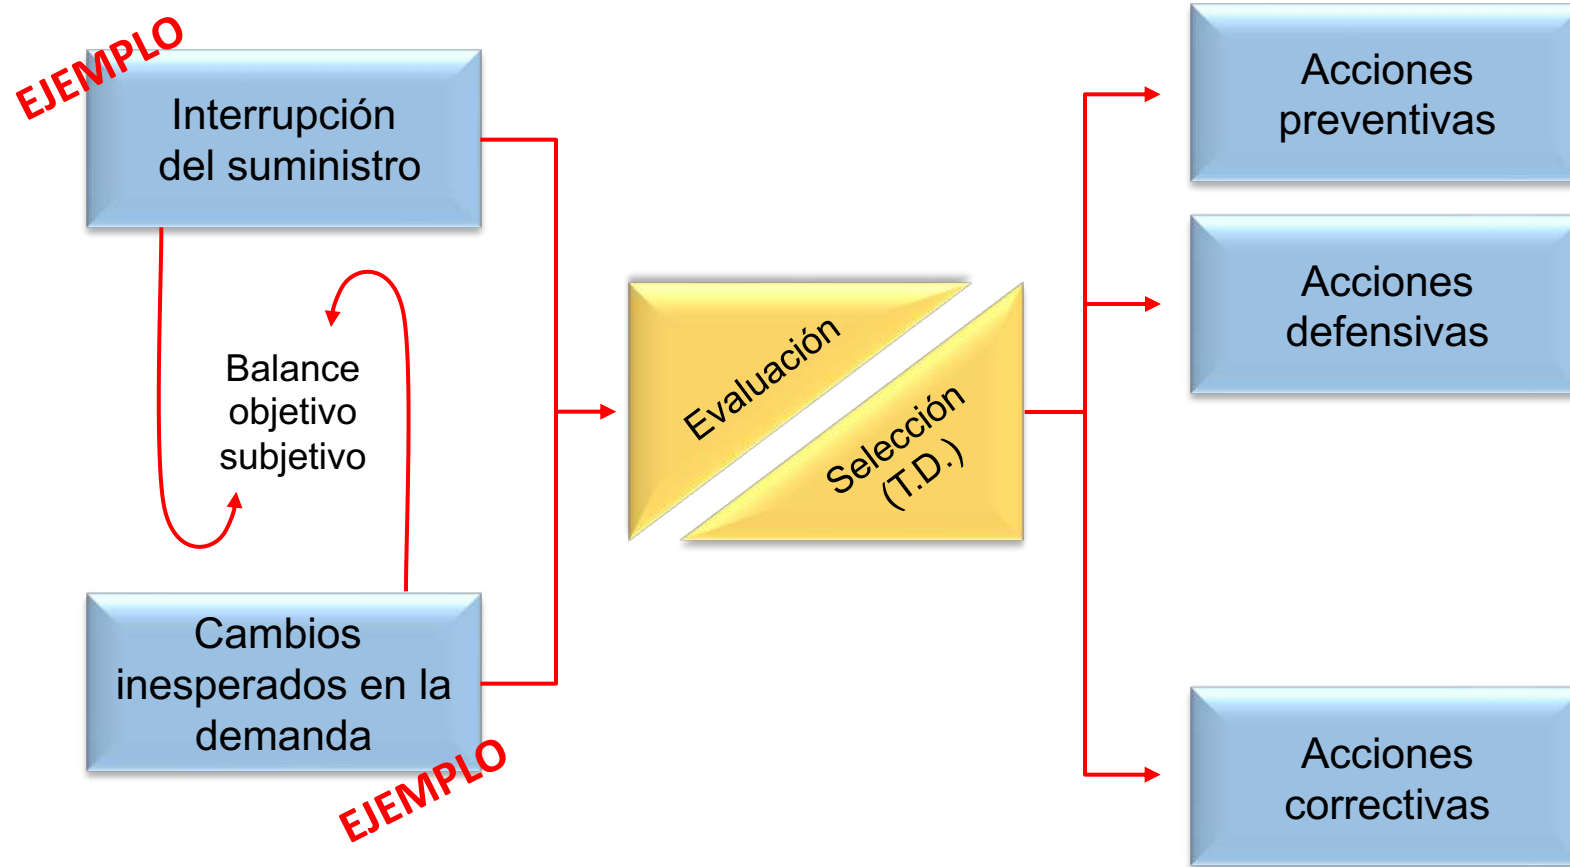 EJEMPLO
Interrupción
del suministro
Balance
objetivo
subjetivo
Cambios
inesperados en la
demanda
EJEMPLO
Evaluación
Selección
(T.D.)
Acciones
preventivas
Acciones
defensivas
Acciones
correctivas